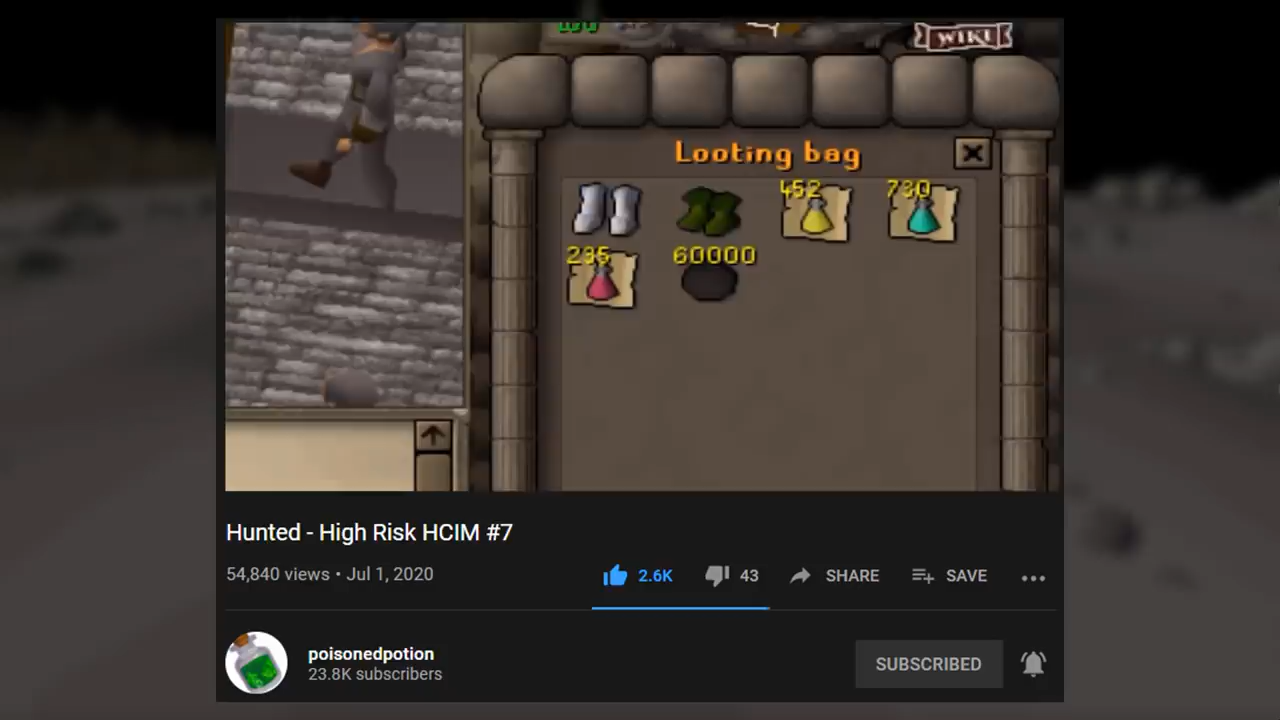 WIKI
Looting bag
452
730
235
60000
Hunted - High Risk HCIM #7
54,840 views • Jul 1, 2020
2.6K
43
SHARE
SAVE
poisonedpotion
23.8K subscribers
SUBSCRIBED